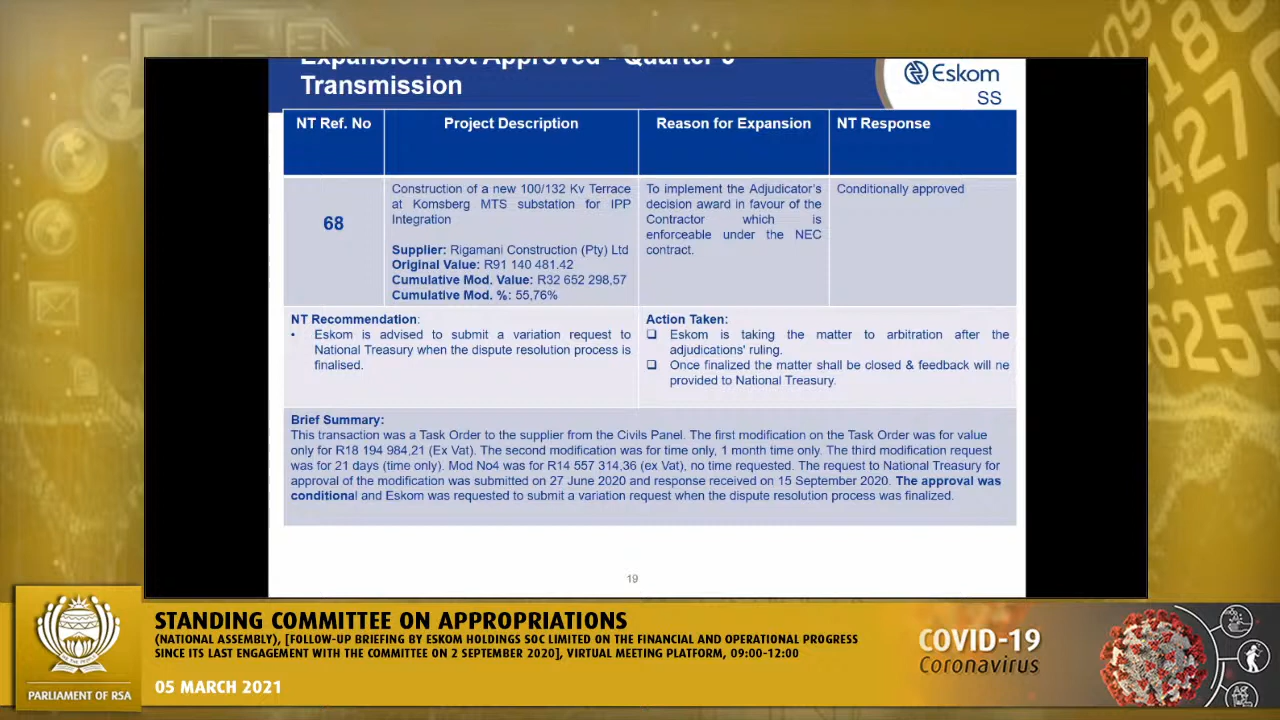 Expansion Not Approved - Quarter 3
Transmission
Eskom
SS
NT Ref. No
Project Description
Reason for Expansion
NT Response
68
Construction of a new 100/132 Kv Terrace
at Komsberg MTS substation for IPP
Integration
Supplier: Rigamani Construction (Pty) Ltd
Original Value: R91 140 481.42
Cumulative Mod. Value: R32 652 298,57
Cumulative Mod. %: 55,76%
To implement the Adjudicator's
decision award in favour of the
Contractor which is
enforceable under the NEC
contract.
Conditionally approved
NT Recommendation:
• Eskom is advised to submit a variation request to
National Treasury when the dispute resolution process is
finalised.
Action Taken:
❑ Eskom is taking the matter to arbitration after the
adjudications' ruling.
❑ Once finalized the matter shall be closed & feedback will ne
provided to National Treasury.
Brief Summary:
This transaction was a Task Order to the supplier from the Civils Panel. The first modification on the Task Order was for value
only for R18 194 984,21 (Ex Vat). The second modification was for time only, 1 month time only. The third modification request
was for 21 days (time only). Mod No4 was for R14 557 314,36 (ex Vat), no time requested. The request to National Treasury for
approval of the modification was submitted on 27 June 2020 and response received on 15 September 2020. The approval was
conditional and Eskom was requested to submit a variation request when the dispute resolution process was finalized.
19
STANDING COMMITTEE ON APPROPRIATIONS
(NATIONAL ASSEMBLY), [FOLLOW-UP BRIEFING BY ESKOM HOLDINGS SOC LIMITED ON THE FINANCIAL AND OPERATIONAL PROGRESS
SINCE ITS LAST ENGAGEMENT WITH THE COMMITTEE ON 2 SEPTEMBER 2020], VIRTUAL MEETING PLATFORM, 09:00-12:00
05 MARCH 2021
PARLIAMENT OF RSA
COVID-19
Coronavirus